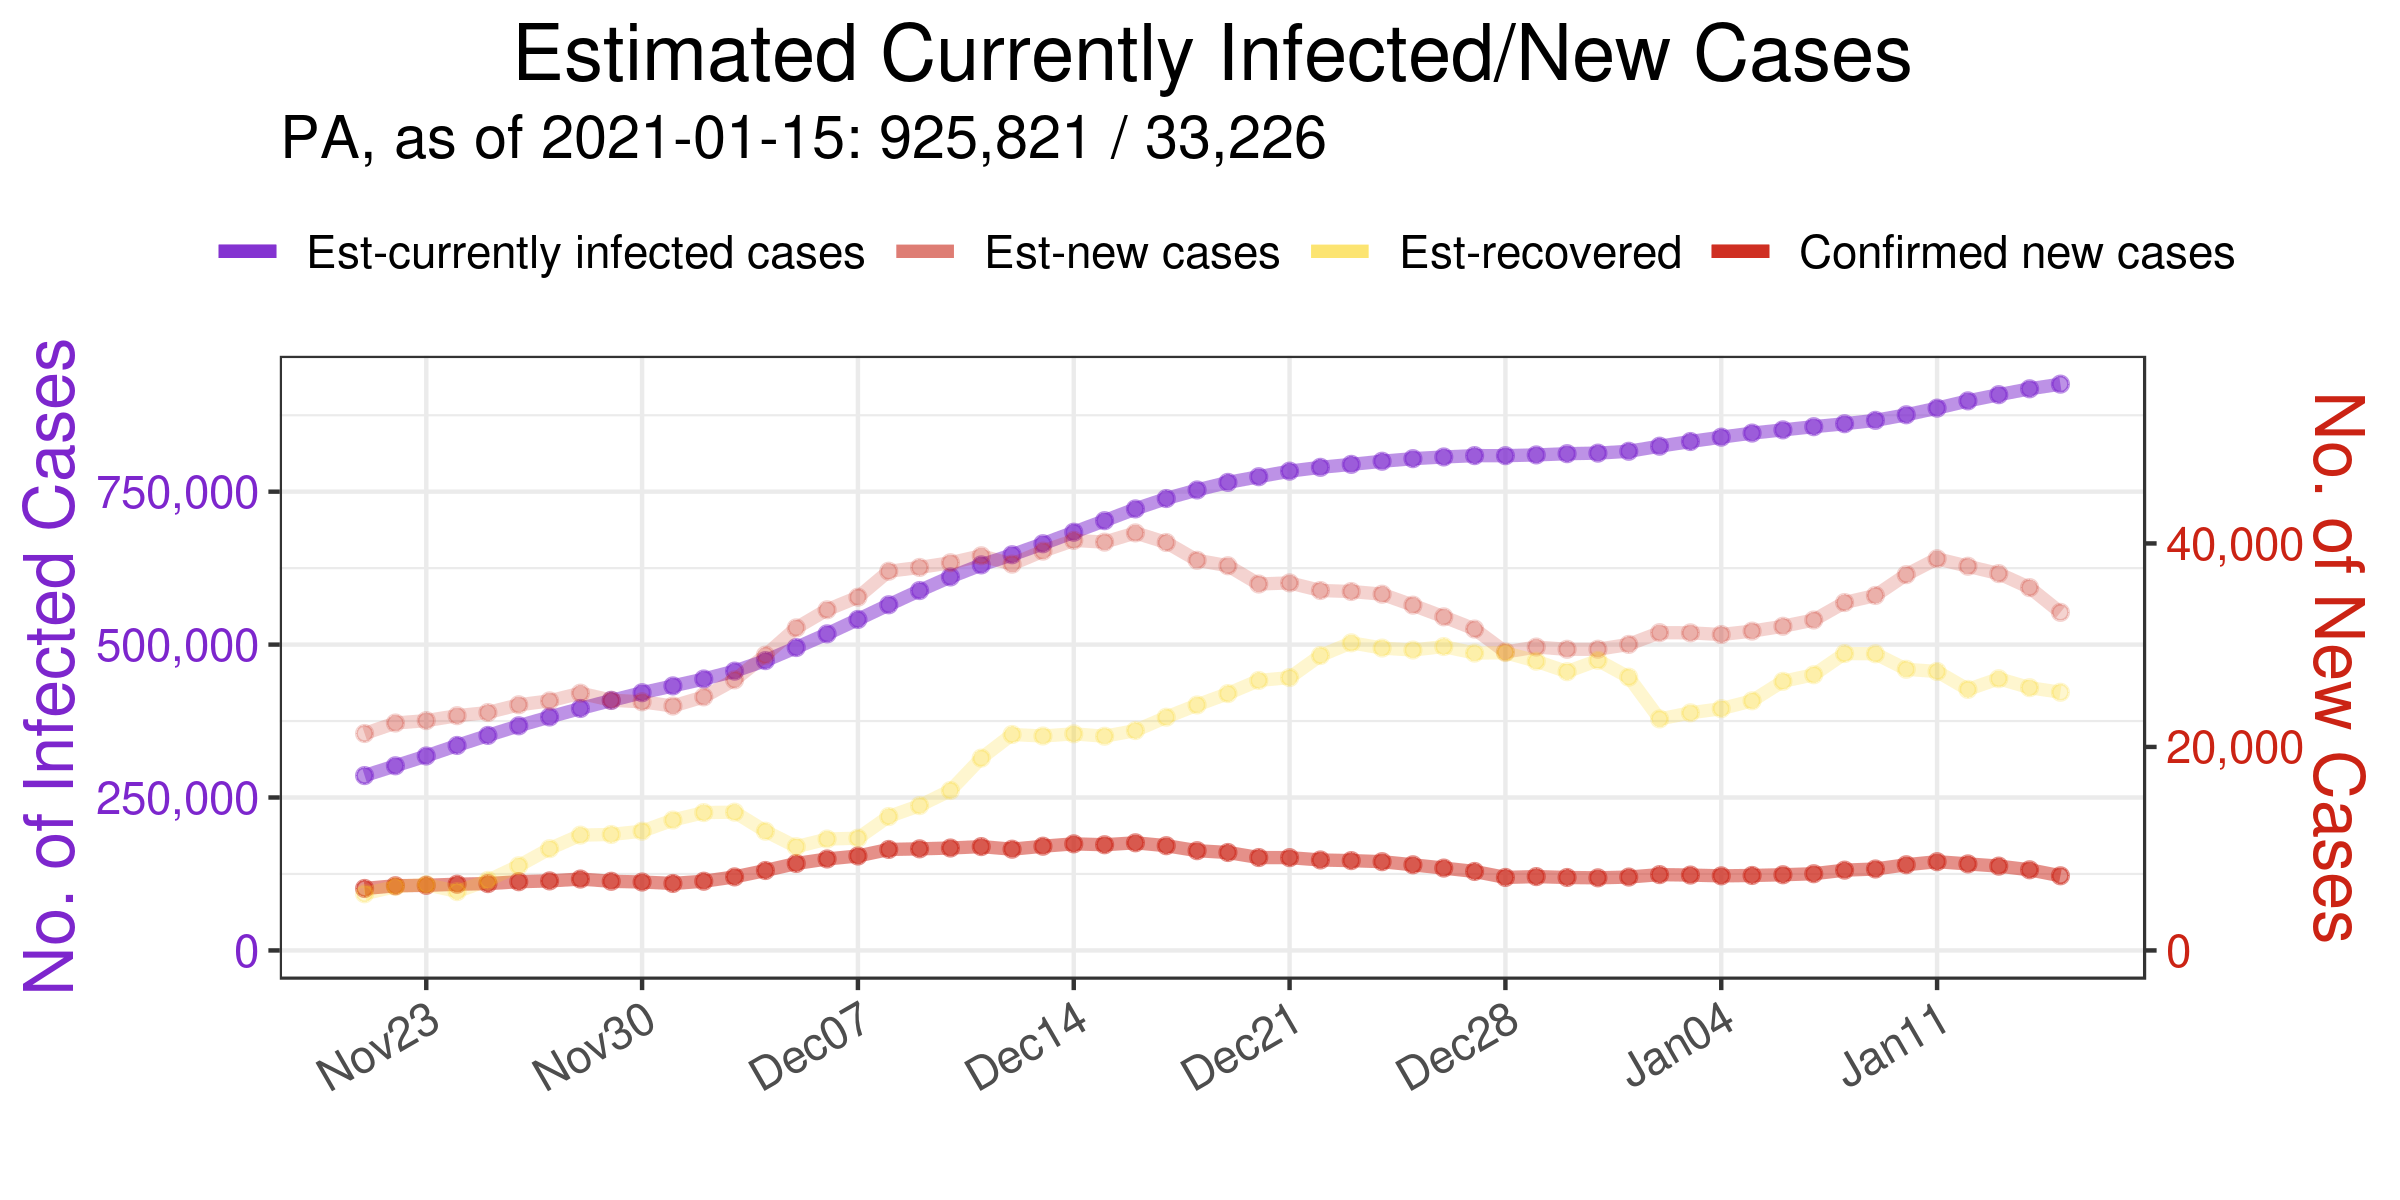 Estimated Currently Infected/New Cases
PA, as of 2021-01-15: 925,821 / 33,226
Est-currently infected cases Est-new cases Est-recovered Confirmed new cases
No. of Infected Cases
750,000
500,000
250,000
0
40,000
20,000
0
No. of New Cases
Nov23 Nov30 Dec07 Dec14 Dec21 Dec28 Jan04 Jan11